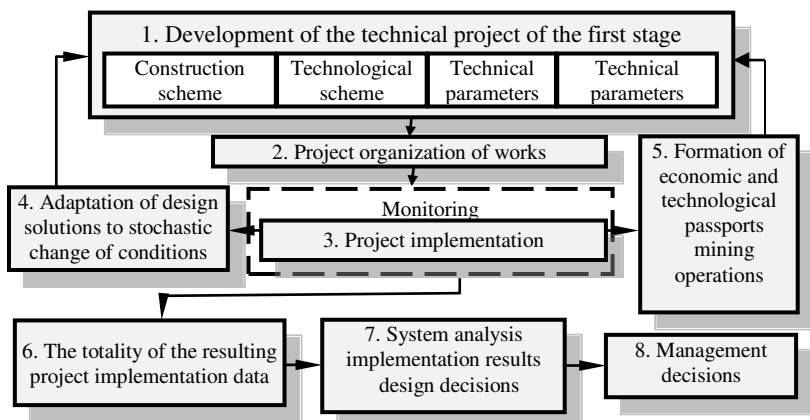 1. Development of the technical project of the first stage
Construction
scheme
Technological
scheme
Technical
parameters
Technical
parameters
2. Project organization of works
5. Formation of
economic and
technological
passports
mining
operations
4. Adaptation of design
solutions to stochastic
change of conditions
Monitoring
3. Project implementation
6. The totality of the resulting
project implementation data
7. System analysis
implementation results
design decisions
8. Management
decisions